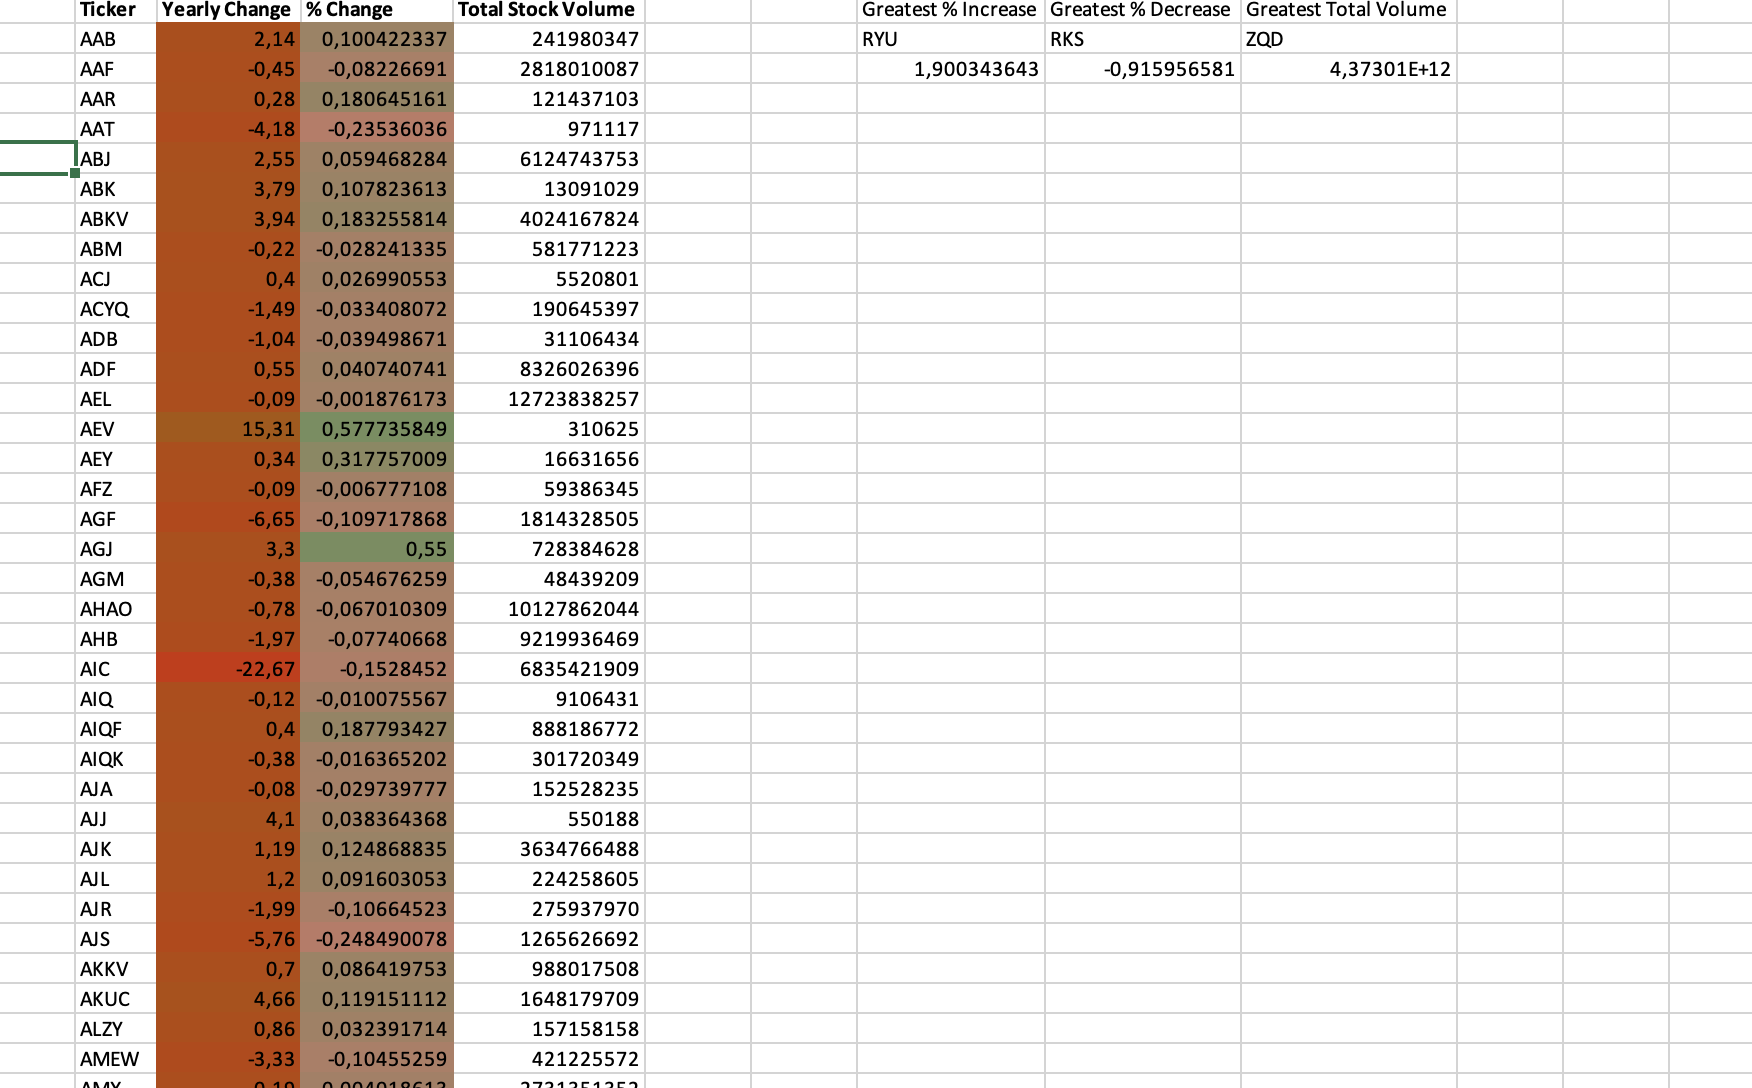 Ticker Yearly Change % Change Total Stock Volume Greatest % Increase Greatest % Decrease Greatest Total Volume
AAB 2,14 0,100422337 241980347 RYU RKS ZQD
AAF -0,45 -0,08226691 2818010087 1,900343643 -0,915956581 4,37301E+12
AAR 0,28 0,180645161 121437103
AAT -4,18 -0,23536036 971117
ABJ 2,55 0,059468284 6124743753
ABK 3,79 0,107823613 13091029
ABKV 3,94 0,183255814 4024167824
ABM -0,22 -0,028241335 581771223
ACJ 0,4 0,026990553 5520801
ACYQ -1,49 -0,033408072 190645397
ADB -1,04 -0,039498671 31106434
ADF 0,55 0,040740741 8326026396
AEL -0,09 -0,001876173 12723838257
AEV 15,31 0,577735849 310625
AEY 0,34 0,317757009 16631656
AFZ -0,09 -0,006777108 59386345
AGF -6,65 -0,109717868 1814328505
AGJ 3,3 0,55 728384628
AGM -0,38 -0,054676259 48439209
AHAO -0,78 -0,067010309 10127862044
AHB -1,97 -0,07740668 9219936469
AIC -22,67 -0,1528452 6835421909
AIQ -0,12 -0,010075567 9106431
AIQF 0,4 0,187793427 888186772
AIQK -0,38 -0,016365202 301720349
AJA -0,08 -0,029739777 152528235
AJJ 4,1 0,038364368 550188
AJK 1,19 0,124868835 3634766488
AJL 1,2 0,091603053 224258605
AJR -1,99 -0,10664523 275937970
AJS -5,76 -0,248490078 1265626692
AKKV 0,7 0,086419753 988017508
AKUC 4,66 0,119151112 1648179709
ALZY 0,86 0,032391714 157158158
AMEW -3,33 -0,10455259 421225572